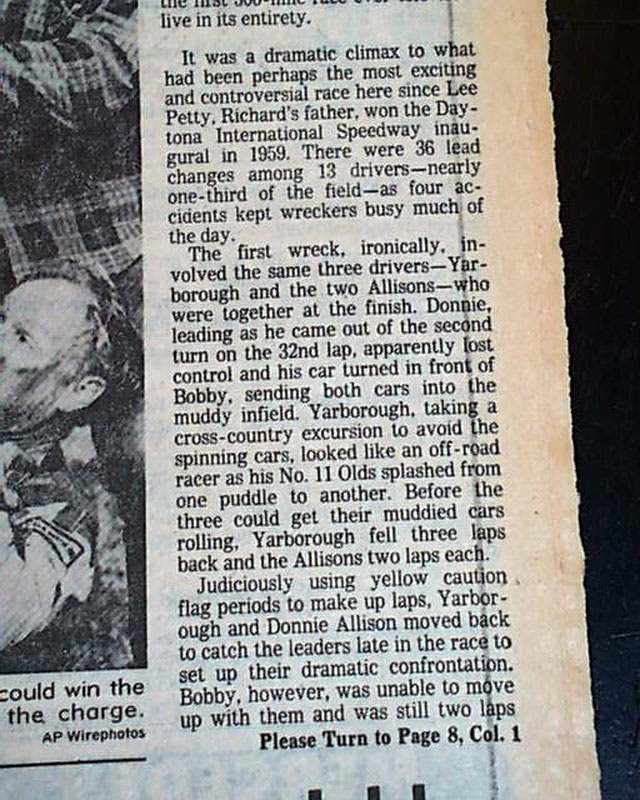 the first 500-mile race ever
live in its entirety.
It was a dramatic climax to what
had been perhaps the most exciting
and controversial race here since Lee
Petty, Richard's father, won the Day-
tona International Speedway inau-
gural in 1959. There were 36 lead
changes among 13 drivers—nearly
one-third of the field—as four ac-
cidents kept wreckers busy much of
the day.
The first wreck, ironically, in-
volved the same three drivers—Yar-
borough and the two Allisons—who
were together at the finish. Donnie,
leading as he came out of the second
turn on the 32nd lap, apparently lost
control and his car turned in front of
Bobby, sending both cars into the
muddy infield. Yarborough, taking a
cross-country excursion to avoid the
spinning cars, looked like an off-road
racer as his No. 11 Olds splashed from
one puddle to another. Before the
three could get their muddied cars
rolling, Yarborough fell three laps
back and the Allisons two laps each.
Judiciously using yellow caution
flag periods to make up laps, Yarbor-
ough and Donnie Allison moved back
to catch the leaders late in the race to
set up their dramatic confrontation.
Bobby, however, was unable to move
up with them and was still two laps
Please Turn to Page 8, Col. 1
could win the
the charge.
AP Wirephotos